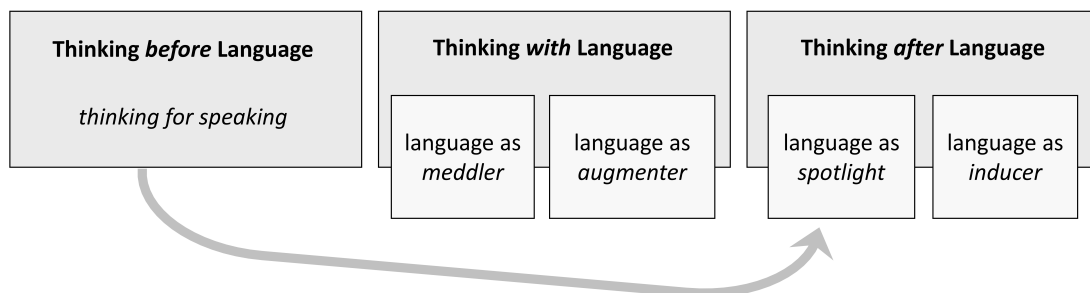 Thinking before Language
thinking for speaking
Thinking with Language
language as
meddler
language as
augmenter
Thinking after Language
language as
spotlight
language as
inducer